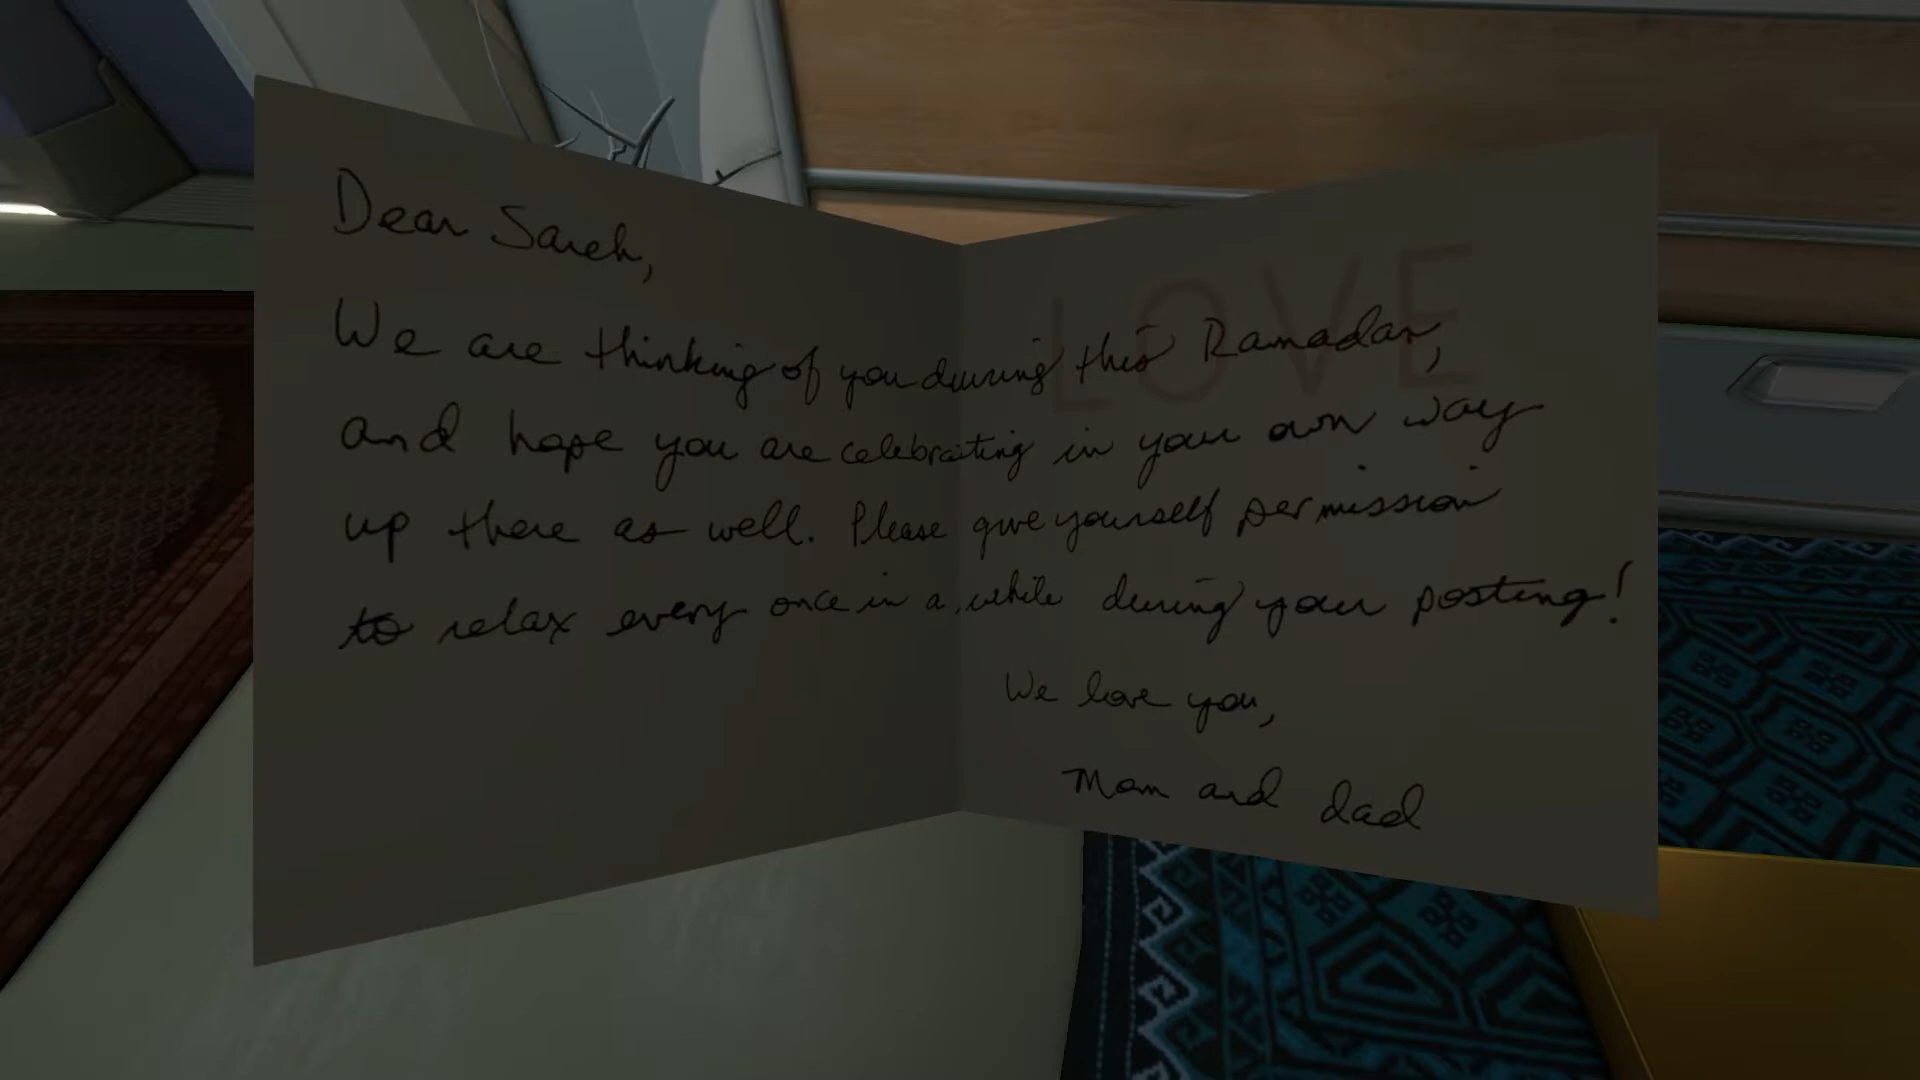 Dear Sareh,
LOVE
We are thinking of you during this Ramadan,
and hope you are celebrating in your own way
up there as well. Please give yourself permission
to relax every once in a while during your posting!
We love you,
Mom and dad